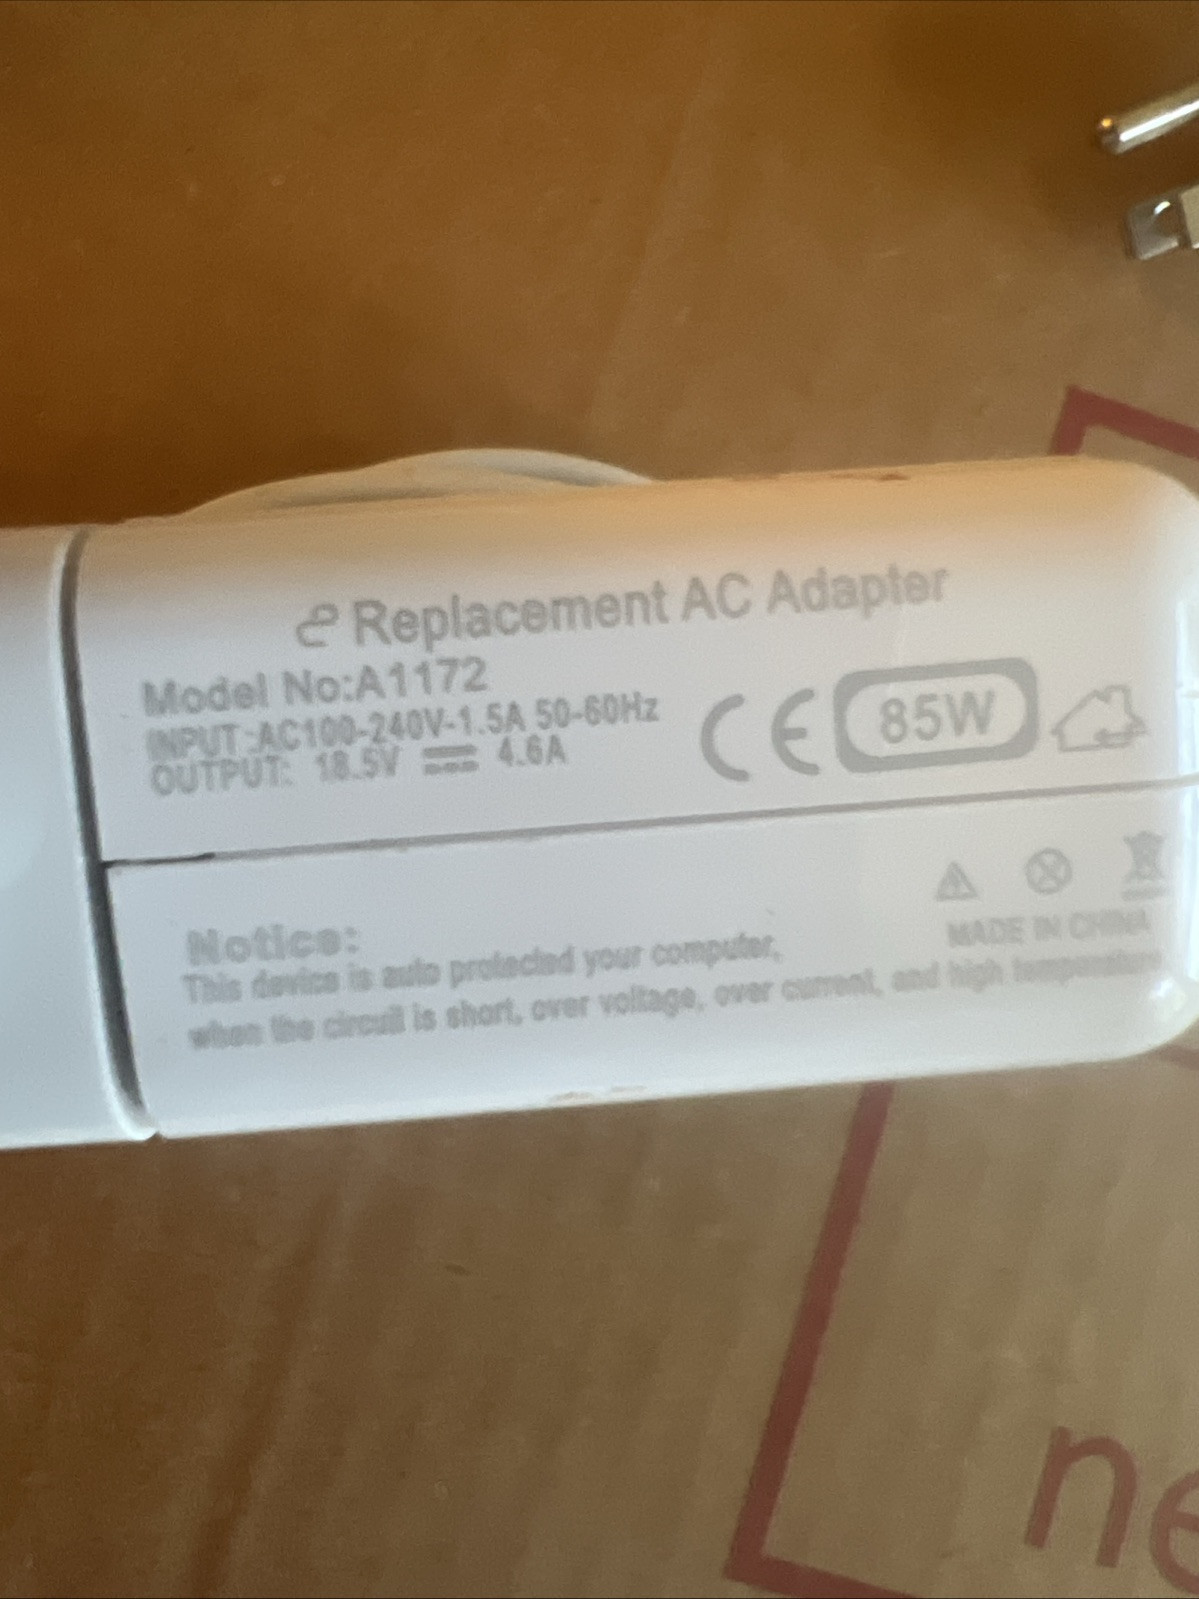 e Replacement AC Adapter
Model No:A1172
INPUT:AC100-240V-1.5A 50-60Hz
OUTPUT: 18.5V ⎓ 4.6A
CE
85W
MADE IN CHINA
Notice:
This device is auto protected your computer,
when the circuit is short, over voltage, over current, and high temperature
ne